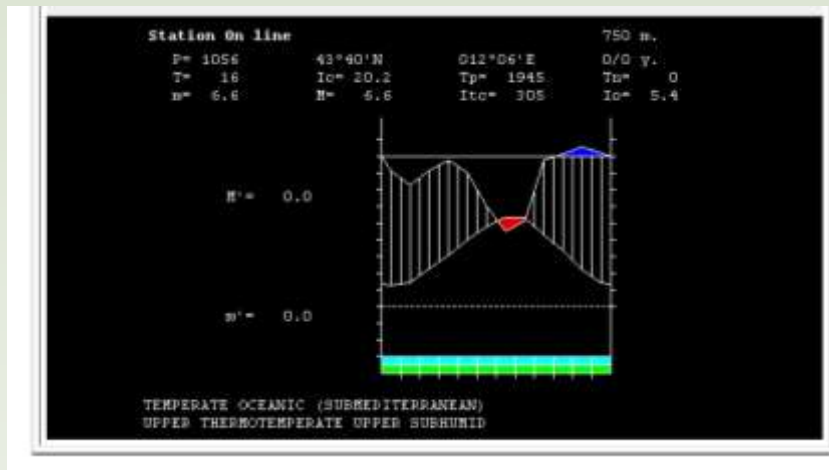 Station On line 750 m.
P= 1056 43°40'N 012°06'E 0/0 y.
T= 16 Ic= 20.2 Tp= 1945 Tn= 0
m= 6.6 M= 6.6 Itc= 305 Io= 5.4
M'= 0.0
m'= 0.0
TEMPERATE OCEANIC (SUBMEDITERRANEAN)
UPPER THERMOTEMPERATE UPPER SUBHUMID